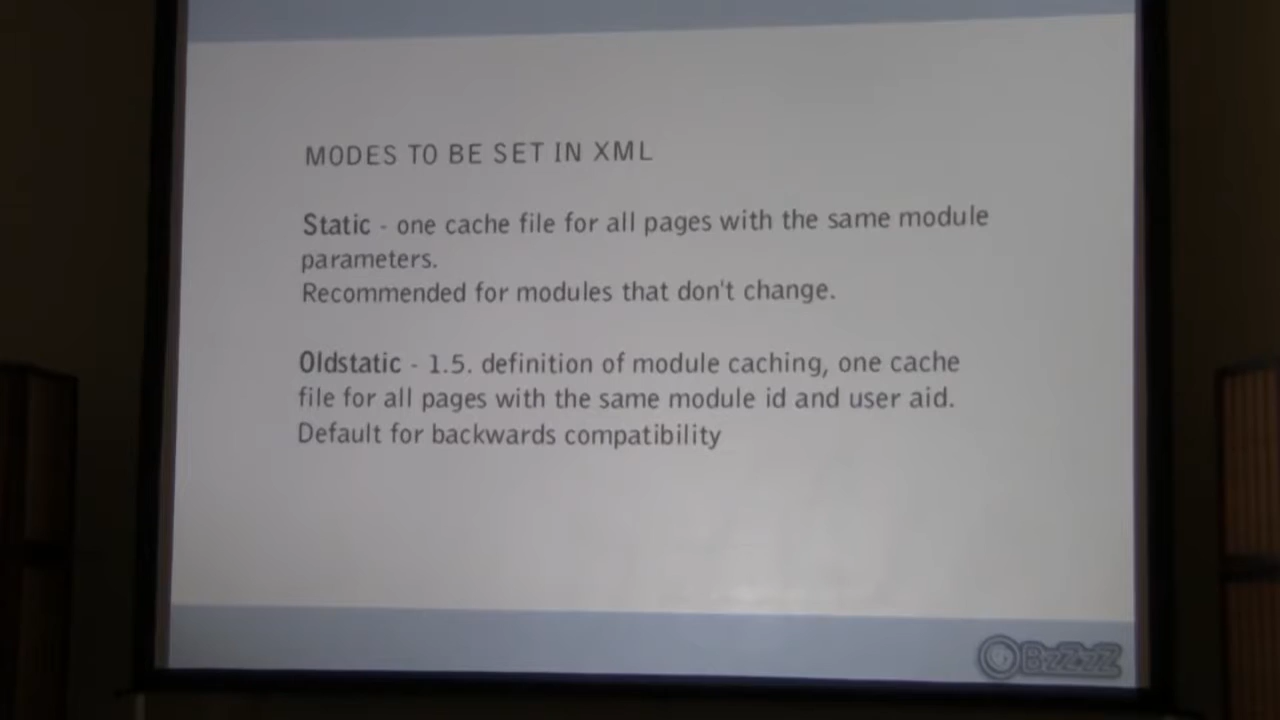 MODES TO BE SET IN XML
Static - one cache file for all pages with the same module
parameters.
Recommended for modules that don't change.
Oldstatic - 1.5. definition of module caching, one cache
file for all pages with the same module id and user aid.
Default for backwards compatibility
BzZzZ